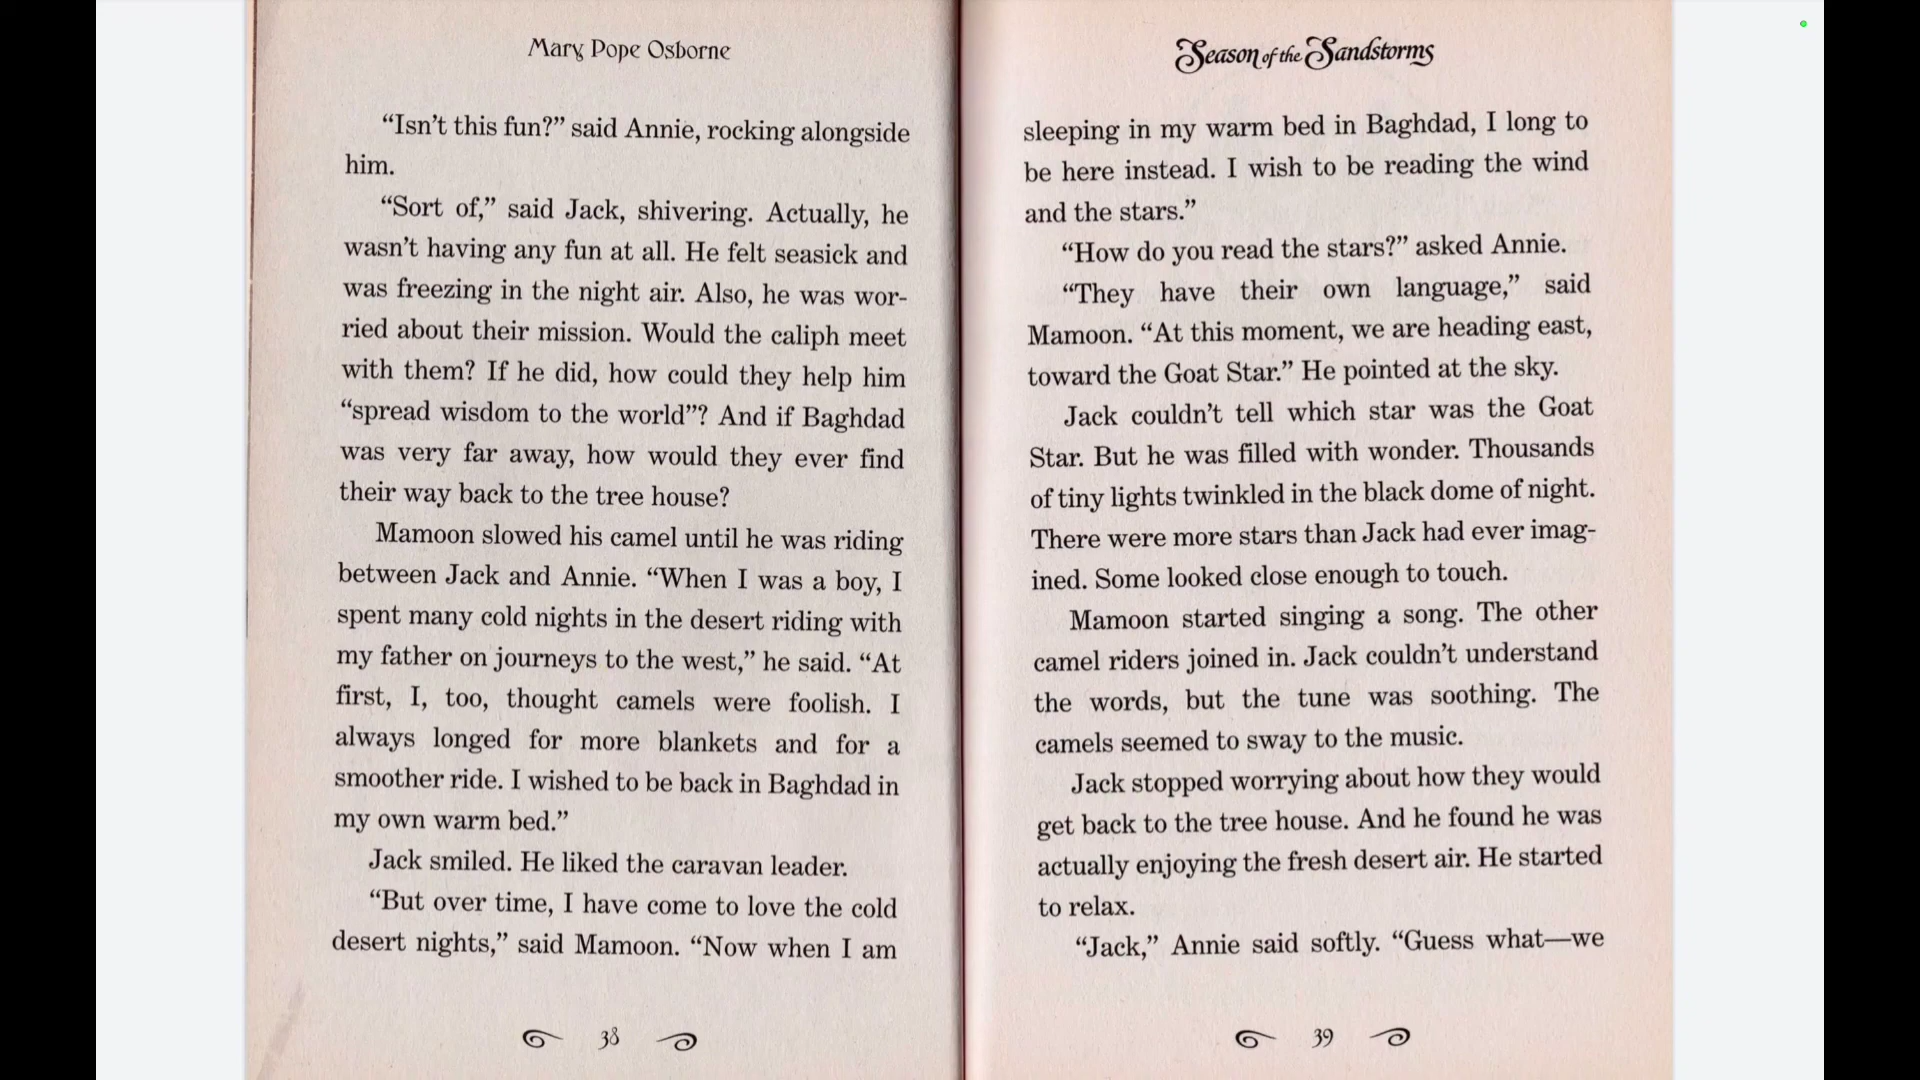 Mary Pope Osborne
“Isn’t this fun?” said Annie, rocking alongside
him.
“Sort of,” said Jack, shivering. Actually, he
wasn’t having any fun at all. He felt seasick and
was freezing in the night air. Also, he was wor-
ried about their mission. Would the caliph meet
with them? If he did, how could they help him
“spread wisdom to the world”? And if Baghdad
was very far away, how would they ever find
their way back to the tree house?
Mamoon slowed his camel until he was riding
between Jack and Annie. “When I was a boy, I
spent many cold nights in the desert riding with
my father on journeys to the west,” he said. “At
first, I, too, thought camels were foolish. I
always longed for more blankets and for a
smoother ride. I wished to be back in Baghdad in
my own warm bed.”
Jack smiled. He liked the caravan leader.
“But over time, I have come to love the cold
desert nights,” said Mamoon. “Now when I am
38
Season of the Sandstorms
sleeping in my warm bed in Baghdad, I long to
be here instead. I wish to be reading the wind
and the stars.”
“How do you read the stars?” asked Annie.
“They have their own language,” said
Mamoon. “At this moment, we are heading east,
toward the Goat Star.” He pointed at the sky.
Jack couldn’t tell which star was the Goat
Star. But he was filled with wonder. Thousands
of tiny lights twinkled in the black dome of night.
There were more stars than Jack had ever imag-
ined. Some looked close enough to touch.
Mamoon started singing a song. The other
camel riders joined in. Jack couldn’t understand
the words, but the tune was soothing. The
camels seemed to sway to the music.
Jack stopped worrying about how they would
get back to the tree house. And he found he was
actually enjoying the fresh desert air. He started
to relax.
“Jack,” Annie said softly. “Guess what—we
39